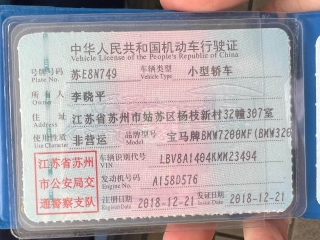 中华人民共和国机动车行驶证
Vehicle License of the People's Republic of China
号牌号码 苏E8N749 车辆类型 小型轿车
Plate No. Vehicle Type
所有人 李晓平
Owner
住址 江苏省苏州市姑苏区杨枝新村32幢307室
Address
使用性质 非营运 品牌型号 宝马牌BMW7200MF(BMW326
Use Character Model
江苏省苏州 车辆识别代号 LBV8A1404KMM23494
VIN
市公安局交 发动机号码 A158D576
Engine No.
通警察支队 注册日期 2018-12-21 发证日期 2018-12-21
Register Date Issue Date